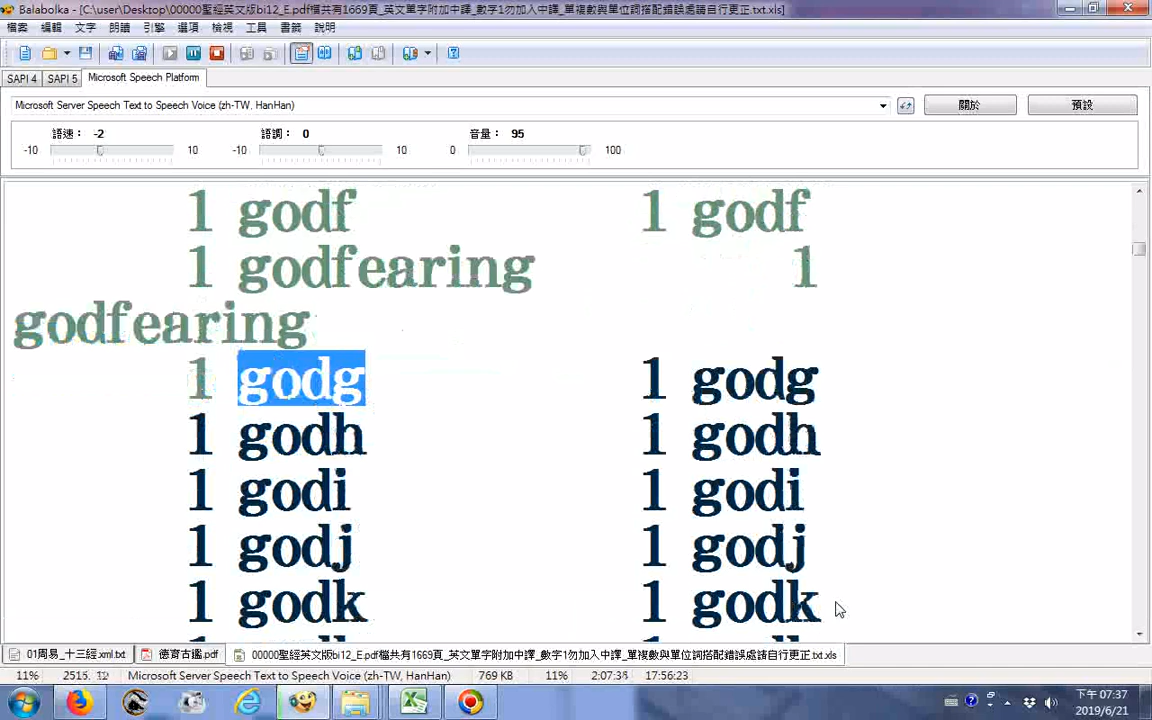 Balabolka - [C:\user\Desktop\00000聖經英文版bi12_E.pdf檔共有1669頁_英文單字附加中譯_數字1勿加入中譯_單複數與單位詞搭配錯誤處請自行更正.txt.xls]
檔案 編輯 文字 朗讀 引擎 選項 檢視 工具 書籤 說明
SAPI 4 SAPI 5 Microsoft Speech Platform
Microsoft Server Speech Text to Speech Voice (zh-TW, HanHan) 關於 預設
語速： -2 語調： 0 音量： 95
-10 10 -10 10 0 100
1 godf 1 godf
1 godfearing 1
godfearing
1 godg 1 godg
1 godh 1 godh
1 godi 1 godi
1 godj 1 godj
1 godk 1 godk
01周易_十三經.xml.txt 德育古鑑.pdf 00000聖經英文版bi12_E.pdf檔共有1669頁_英文單字附加中譯_數字1勿加入中譯_單複數與單位詞搭配錯誤處請自行更正.txt.xls
11% 2515: 12 Microsoft Server Speech Text to Speech Voice (zh-TW, HanHan) 769 KB 11% 2:07:38 17:56:23
下午 07:37
2019/6/21